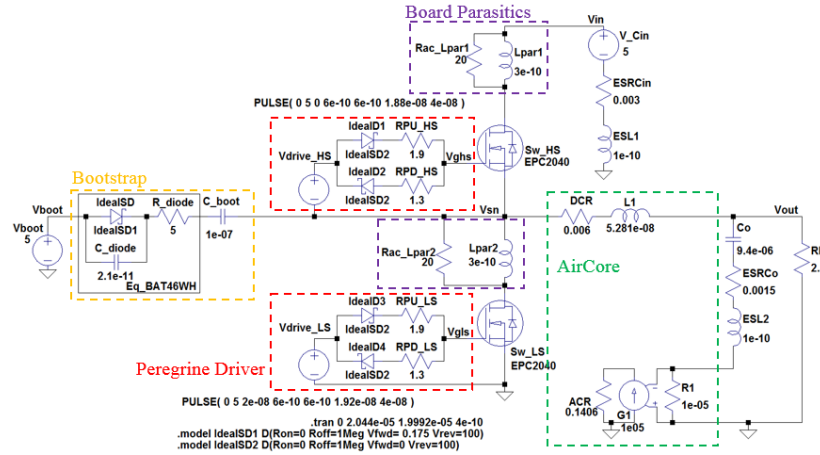 Board Parasitics
Vin
Rac_Lpar1
20
Lpar1
3e-10
V_Cin
5
ESRCin
0.003
ESL1
1e-10
PULSE( 0 5 0 6e-10 6e-10 1.88e-08 4e-08 )
IdealD1
IdealSD2
RPU_HS
1.9
Vdrive_HS
IdealD2
IdealSD2
RPD_HS
1.3
Vghs
Sw_HS
EPC2040
Bootstrap
Vboot
IdealSD
IdealSD1
R_diode
5
C_boot
1e-07
Vboot
5
C_diode
2.1e-11
Eq_BAT46WH
Vsn
DCR
0.006
L1
5.281e-08
Vout
Rac_Lpar2
20
Lpar2
3e-10
AirCore
Co
9.4e-06
2.
ESRCo
0.0015
ESL2
1e-10
IdealD3
IdealSD2
RPU_LS
1.9
Vdrive_LS
IdealD4
IdealSD2
RPD_LS
1.3
Vgls
Sw_LS
EPC2040
Peregrine Driver
ACR
0.1406
G1
1e05
R1
1e-05
PULSE( 0 5 2e-08 6e-10 6e-10 1.92e-08 4e-08 )
.tran 0 2.044e-05 1.9992e-05 4e-10
.model IdealSD1 D(Ron=0 Roff=1Meg Vfwd= 0.175 Vrev=100)
.model IdealSD2 D(Ron=0 Roff=1Meg Vfwd=0 Vrev=100)